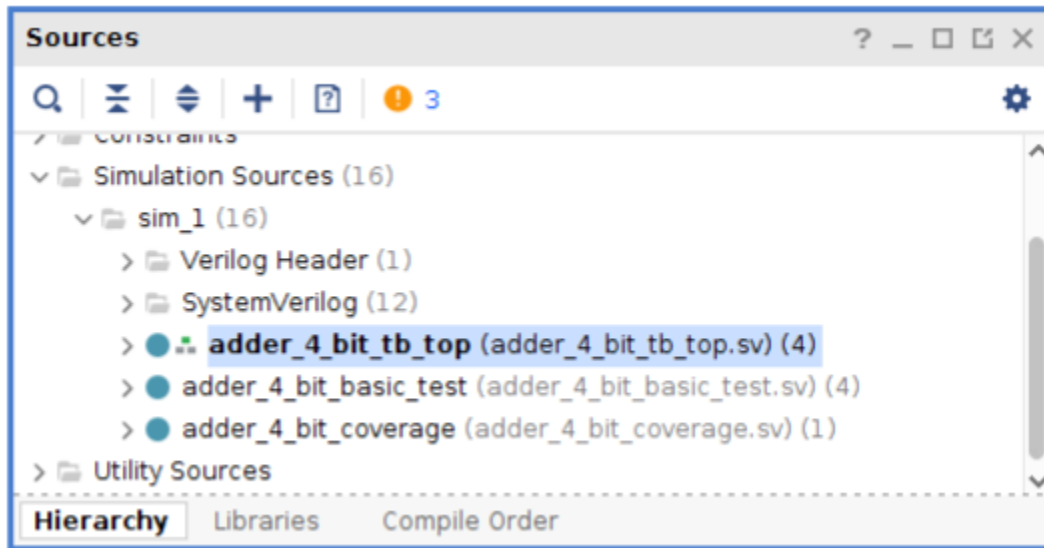 Sources
3
Constraints
Simulation Sources (16)
sim_1 (16)
Verilog Header (1)
SystemVerilog (12)
adder_4_bit_tb_top (adder_4_bit_tb_top.sv) (4)
adder_4_bit_basic_test (adder_4_bit_basic_test.sv) (4)
adder_4_bit_coverage (adder_4_bit_coverage.sv) (1)
Utility Sources
Hierarchy Libraries Compile Order